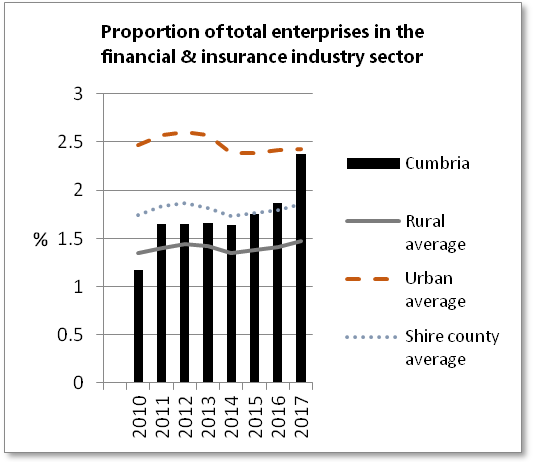 Proportion of total enterprises in the
financial & insurance industry sector
3
2.5
2
1.5
1
0.5
0
%
2010
2011
2012
2013
2014
2015
2016
2017
Cumbria
Rural
average
Urban
average
Shire county
average